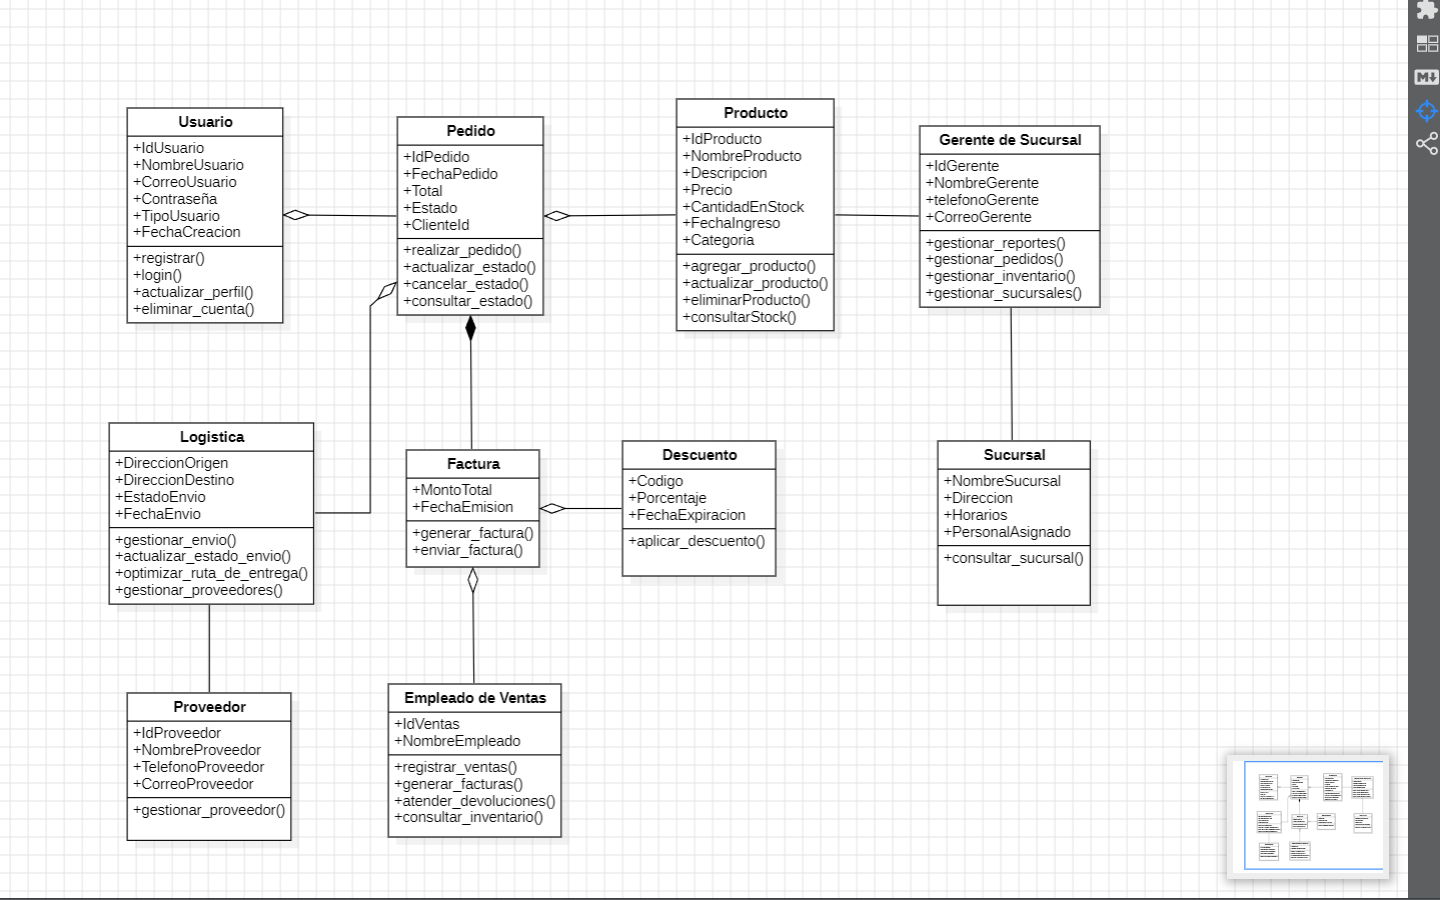 Usuario
+IdUsuario
+NombreUsuario
+CorreoUsuario
+Contraseña
+TipoUsuario
+FechaCreacion
+registrar()
+login()
+actualizar_perfil()
+eliminar_cuenta()
Pedido
+IdPedido
+FechaPedido
+Total
+Estado
+ClienteId
+realizar_pedido()
+actualizar_estado()
+cancelar_estado()
+consultar_estado()
Producto
+IdProducto
+NombreProducto
+Descripcion
+Precio
+CantidadEnStock
+FechaIngreso
+Categoria
+agregar_producto()
+actualizar_producto()
+eliminarProducto()
+consultarStock()
Gerente de Sucursal
+IdGerente
+NombreGerente
+telefonoGerente
+CorreoGerente
+gestionar_reportes()
+gestionar_pedidos()
+gestionar_inventario()
+gestionar_sucursales()
Logistica
+DireccionOrigen
+DireccionDestino
+EstadoEnvio
+FechaEnvio
+gestionar_envio()
+actualizar_estado_envio()
+optimizar_ruta_de_entrega()
+gestionar_proveedores()
Factura
+MontoTotal
+FechaEmision
+generar_factura()
+enviar_factura()
Descuento
+Codigo
+Porcentaje
+FechaExpiracion
+aplicar_descuento()
Sucursal
+NombreSucursal
+Direccion
+Horarios
+PersonalAsignado
+consultar_sucursal()
Proveedor
+IdProveedor
+NombreProveedor
+TelefonoProveedor
+CorreoProveedor
+gestionar_proveedor()
Empleado de Ventas
+IdVentas
+NombreEmpleado
+registrar_ventas()
+generar_facturas()
+atender_devoluciones()
+consultar_inventario()
M